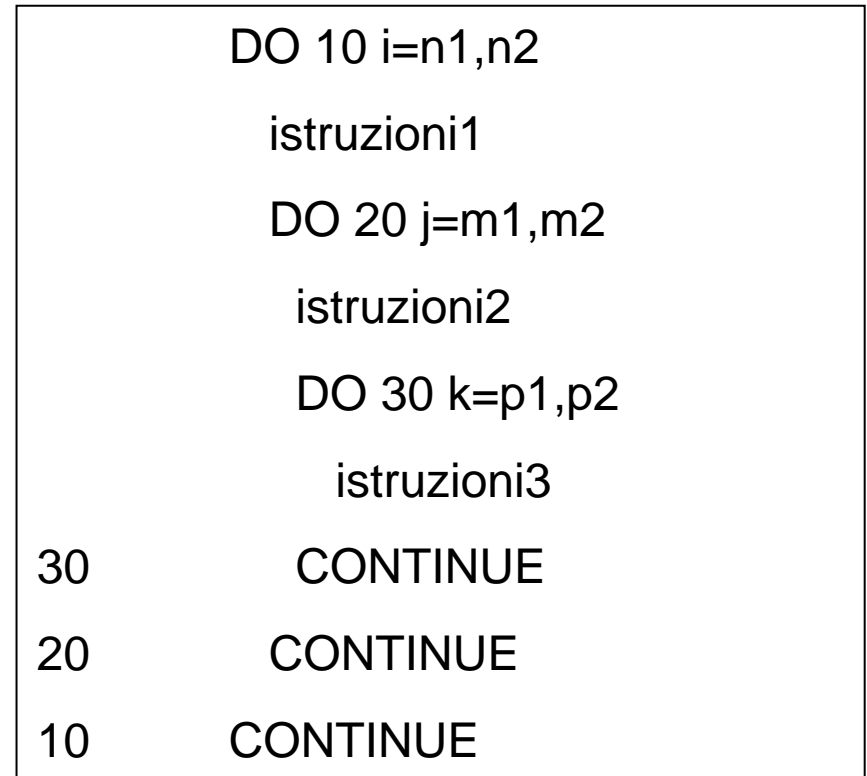 DO 10 i=n1,n2
istruzioni1
DO 20 j=m1,m2
istruzioni2
DO 30 k=p1,p2
istruzioni3
30 CONTINUE
20 CONTINUE
10 CONTINUE